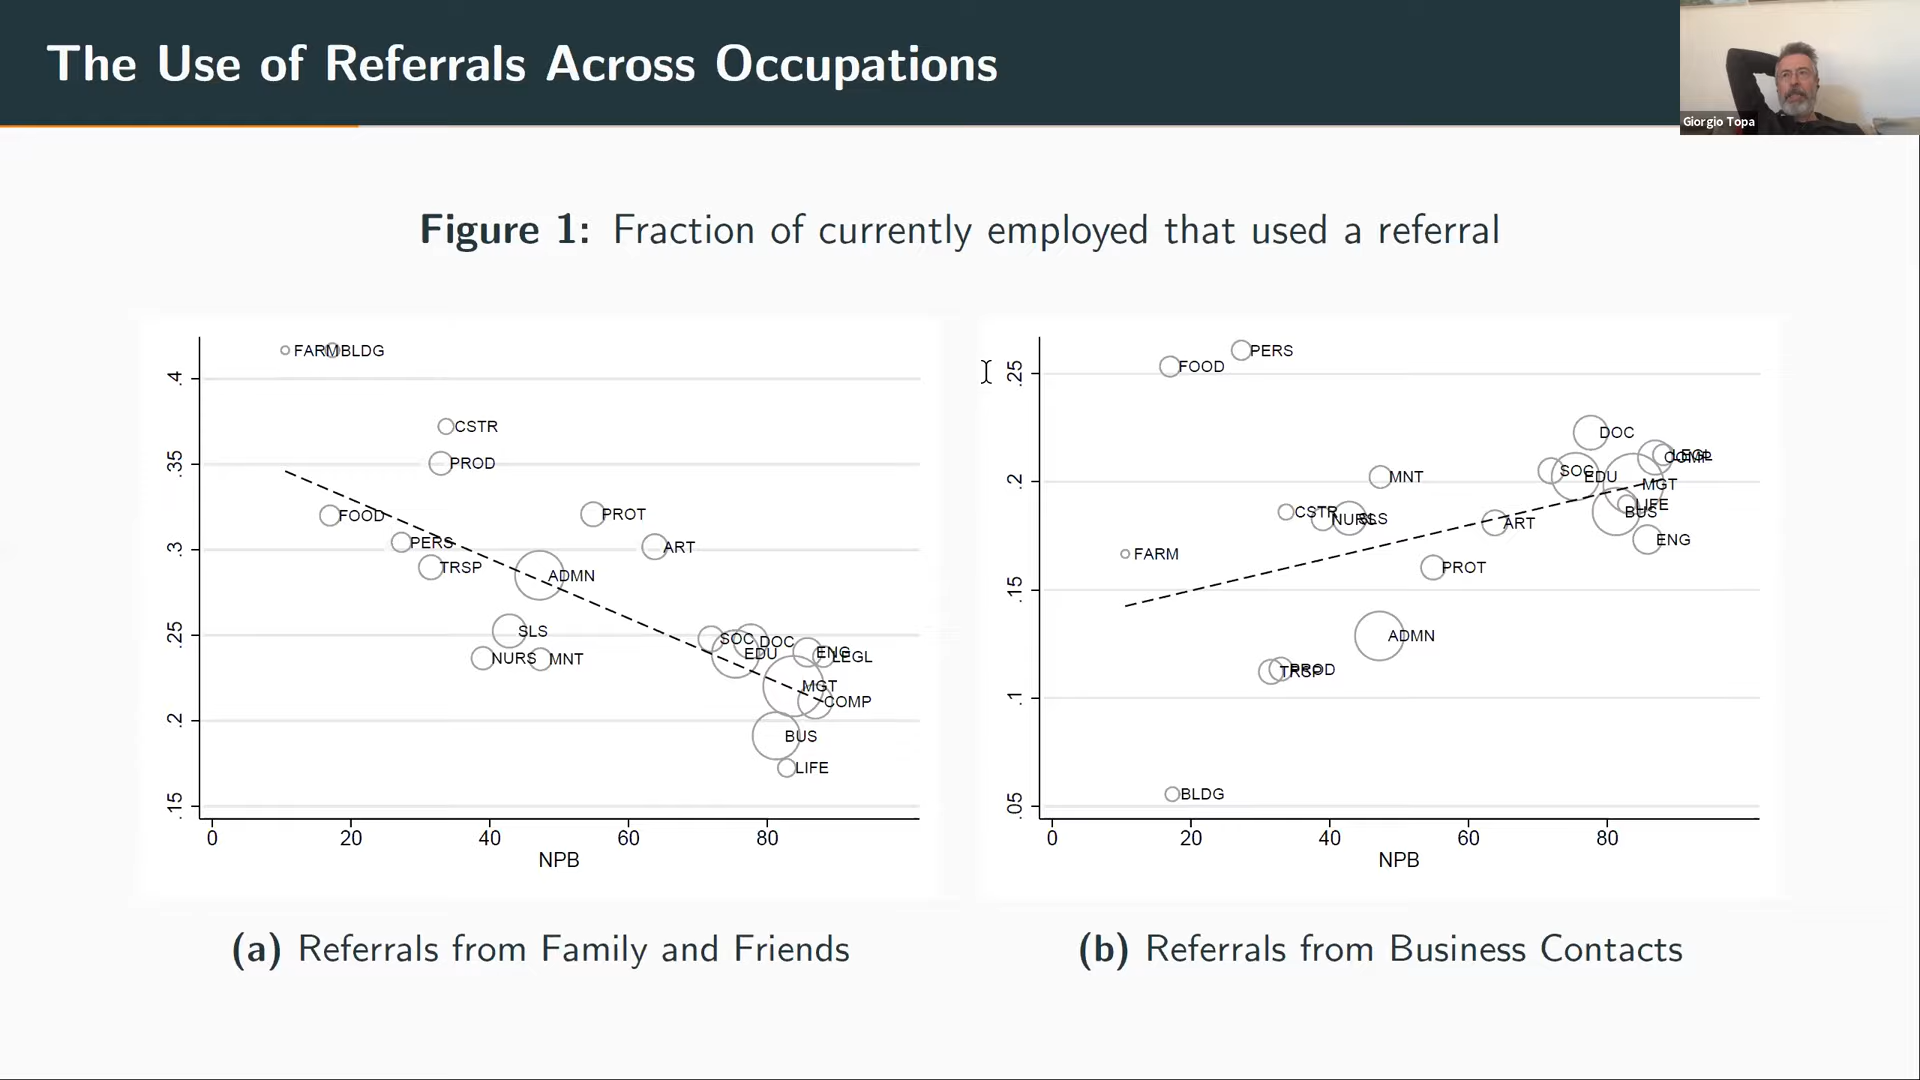 The Use of Referrals Across Occupations
Giorgio Topa
Figure 1: Fraction of currently employed that used a referral
.4
.35
.3
.25
.2
.15
FARM
BLDG
CSTR
PROD
FOOD
PROT
PERS
ART
TRSP
ADMN
SLS
NURS
MNT
SOC
DOC
EDU
ENG
LEGL
MGT
COMP
BUS
LIFE
0 20 40 60 80
NPB
(a) Referrals from Family and Friends
.25
.2
.15
.1
.05
PERS
FOOD
DOC
LEGL
COMP
SOC
EDU
MNT
MGT
LIFE
CSTR
BUS
NURS
SLS
ART
ENG
FARM
PROT
ADMN
PROD
TRSP
BLDG
0 20 40 60 80
NPB
(b) Referrals from Business Contacts